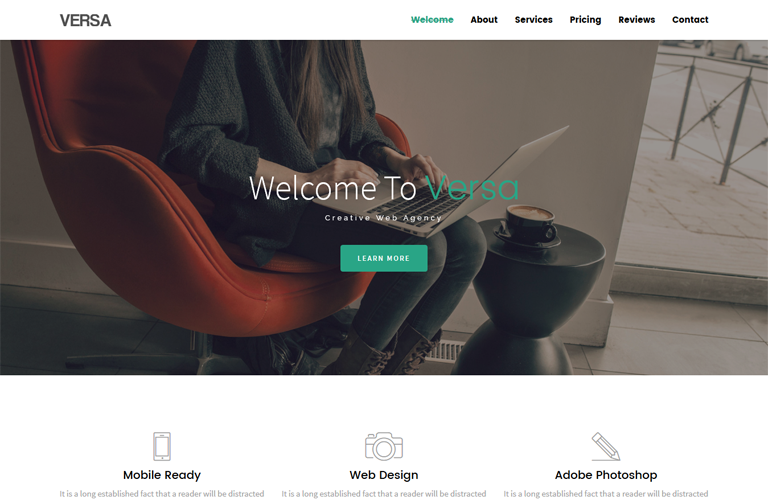 VERSA
Welcome About Services Pricing Reviews Contact
Welcome To Versa
Creative Web Agency
LEARN MORE
Mobile Ready Web Design Adobe Photoshop
It is a long established fact that a reader will be distracted It is a long established fact that a reader will be distracted It is a long established fact that a reader will be distracted